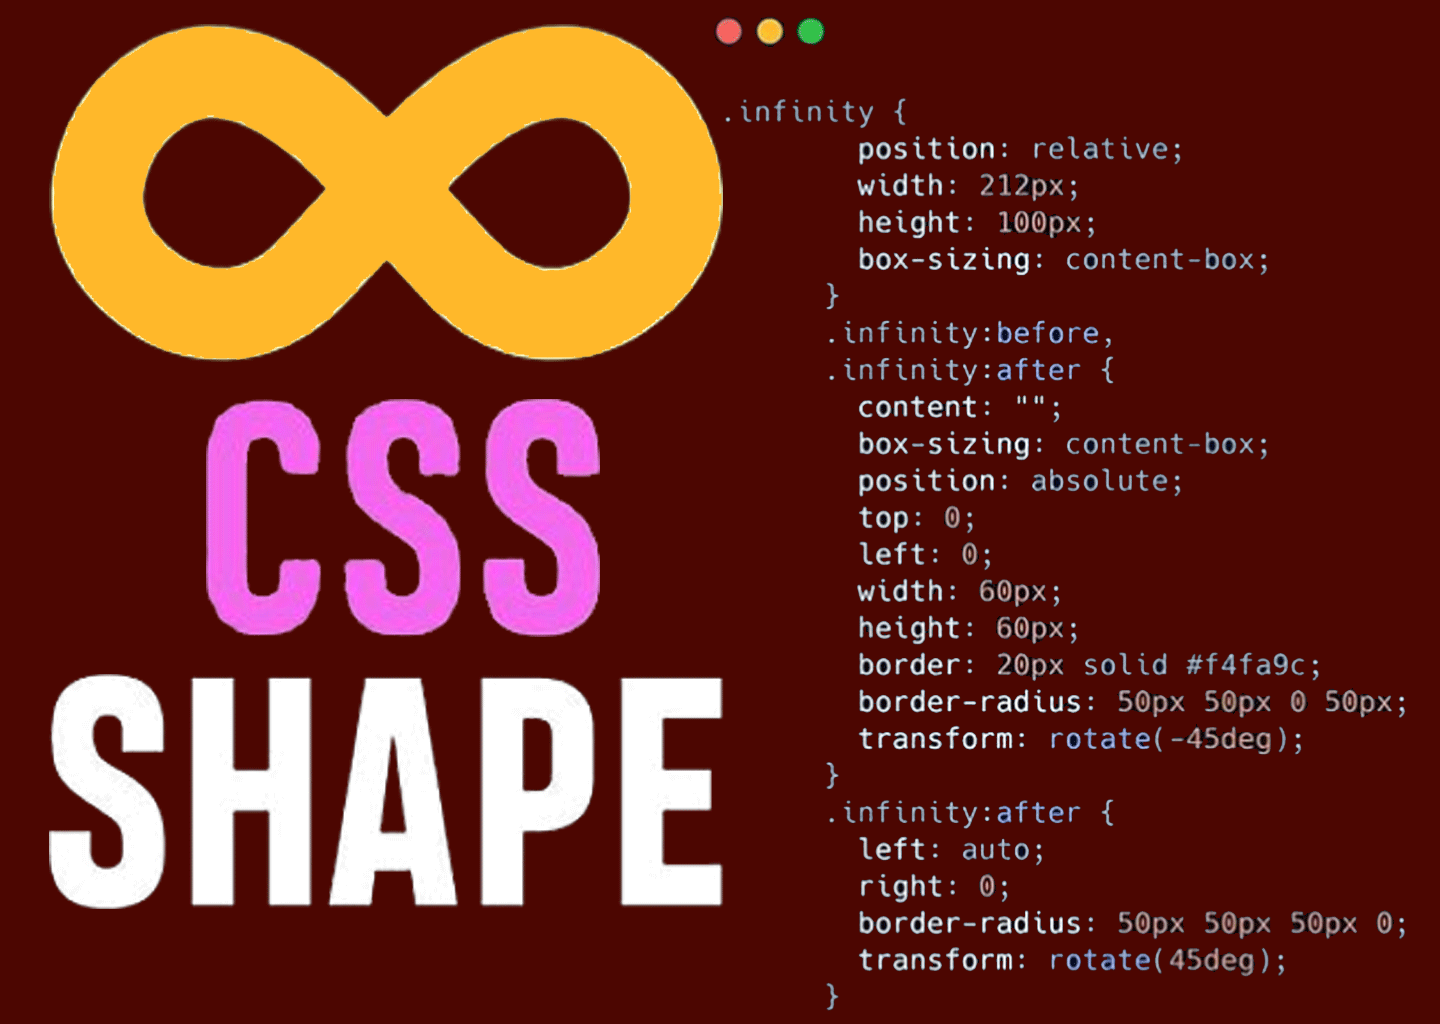 CSS
SHAPE
.infinity {
position: relative;
width: 212px;
height: 100px;
box-sizing: content-box;
}
.infinity:before,
.infinity:after {
content: "";
box-sizing: content-box;
position: absolute;
top: 0;
left: 0;
width: 60px;
height: 60px;
border: 20px solid #f4fa9c;
border-radius: 50px 50px 0 50px;
transform: rotate(-45deg);
}
.infinity:after {
left: auto;
right: 0;
border-radius: 50px 50px 50px 0;
transform: rotate(45deg);
}